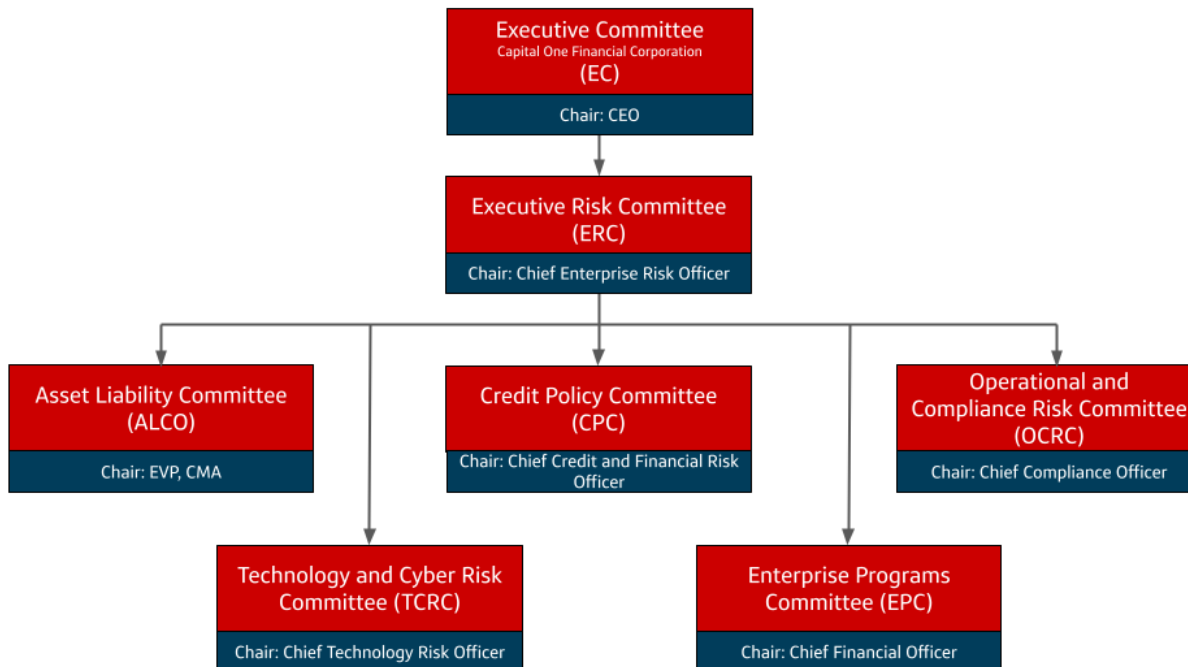 Executive Committee
Capital One Financial Corporation
(EC)
Chair: CEO
Executive Risk Committee
(ERC)
Chair: Chief Enterprise Risk Officer
Asset Liability Committee
(ALCO)
Chair: EVP, CMA
Credit Policy Committee
(CPC)
Chair: Chief Credit and Financial Risk
Officer
Operational and
Compliance Risk Committee
(OCRC)
Chair: Chief Compliance Officer
Technology and Cyber Risk
Committee (TCRC)
Chair: Chief Technology Risk Officer
Enterprise Programs
Committee (EPC)
Chair: Chief Financial Officer